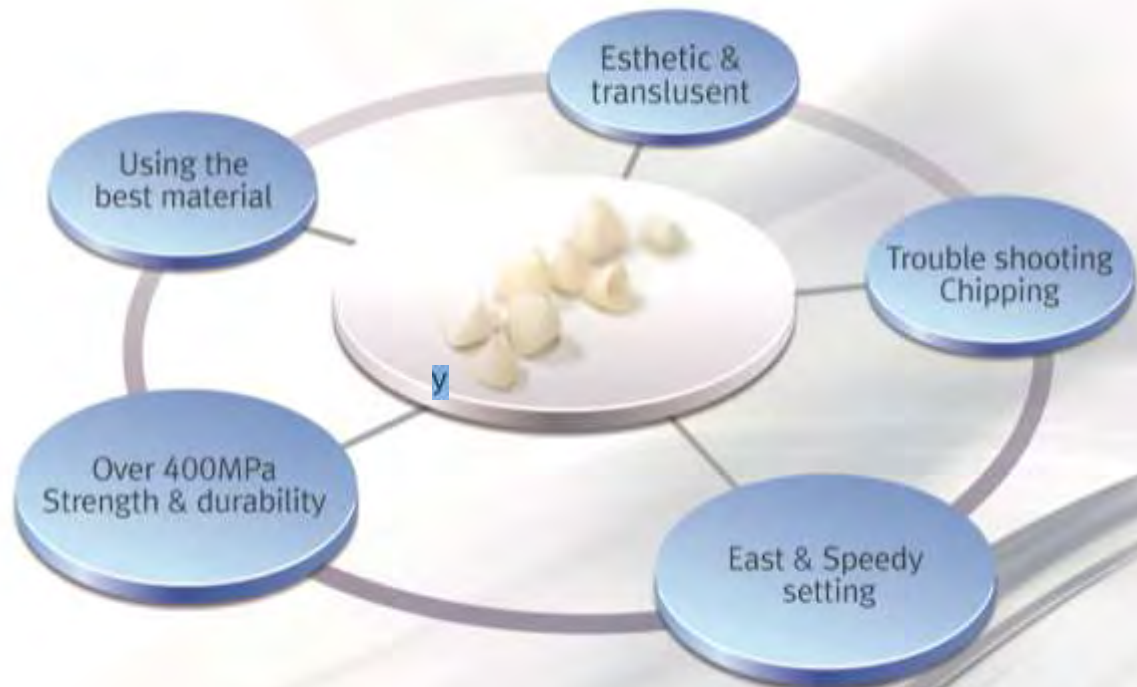 Esthetic &
translusent
Using the
best material
Trouble shooting
Chipping
y
Over 400MPa
Strength & durability
East & Speedy
setting